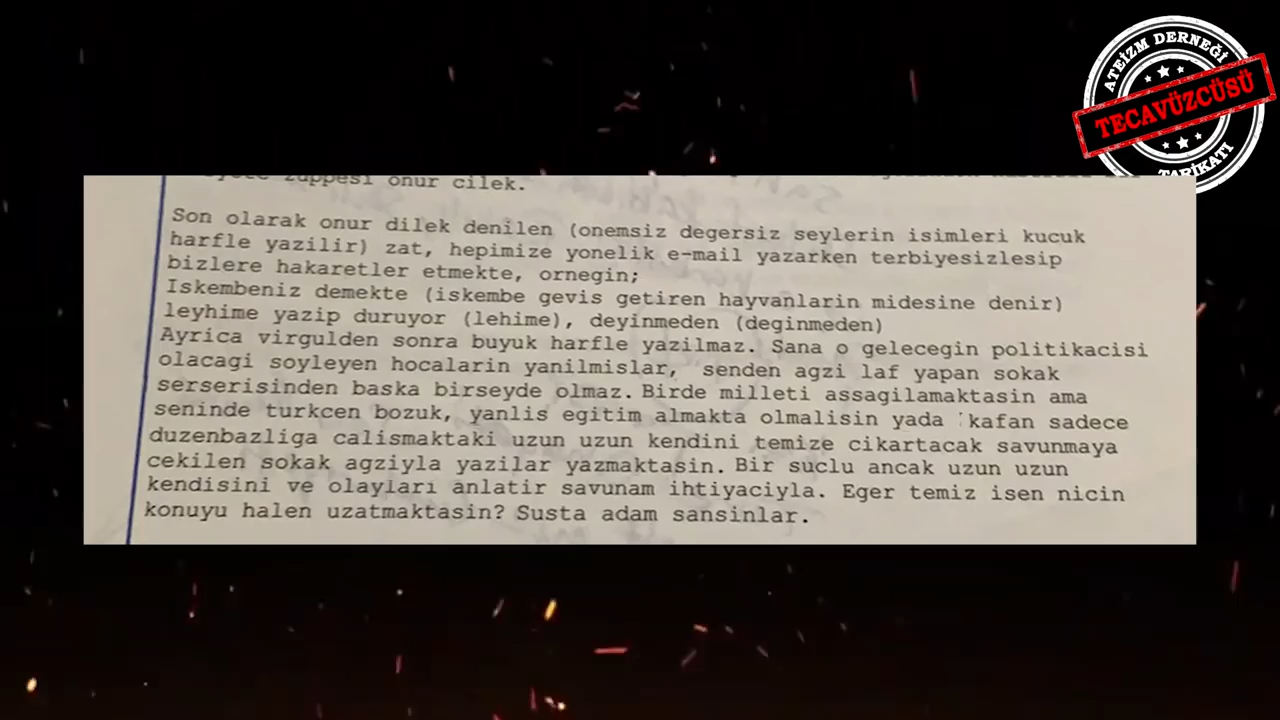 ATEİZM DERNEĞİ
TECAVÜZCÜSÜ
TARİKATI
zuppesi onur cilek.
Son olarak onur dilek denilen (onemsiz degersiz seylerin isimleri kucuk
harfle yazilir) zat, hepimize yonelik e-mail yazarken terbiyesizlesip
bizlere hakaretler etmekte, ornegin;
Iskembeniz demekte (iskembe gevis getiren hayvanlarin midesine denir)
leyhime yazip duruyor (lehime), deyinmeden (deginmeden)
Ayrica virgulden sonra buyuk harfle yazilmaz. Sana o gelecegin politikacisi
olacagi soyleyen hocalarin yanilmislar, senden agzi laf yapan sokak
serserisinden baska birseyde olmaz. Birde milleti assagilamaktasin ama
seninde turkcen bozuk, yanlis egitim almakta olmalisin yada kafan sadece
duzenbazliga calismaktaki uzun uzun kendini temize cikartacak savunmaya
cekilen sokak agziyla yazilar yazmaktasin. Bir suclu ancak uzun uzun
kendisini ve olaylari anlatir savunam ihtiyaciyla. Eger temiz isen nicin
konuyu halen uzatmaktasin? Susta adam sansinlar.